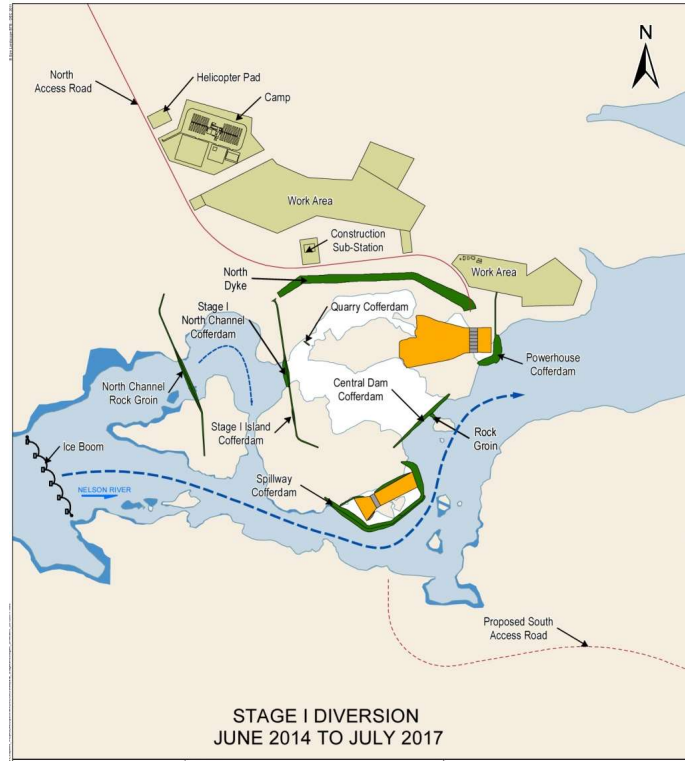 N
North
Access Road
Helicopter Pad
Camp
Work Area
Construction
Sub-Station
North
Dyke
Work Area
Stage I
North Channel
Cofferdam
Quarry Cofferdam
Powerhouse
Cofferdam
North Channel
Rock Groin
Central Dam
Cofferdam
Stage I Island
Cofferdam
Rock
Groin
Ice Boom
Spillway
Cofferdam
NELSON RIVER
Proposed South
Access Road
STAGE I DIVERSION
JUNE 2014 TO JULY 2017